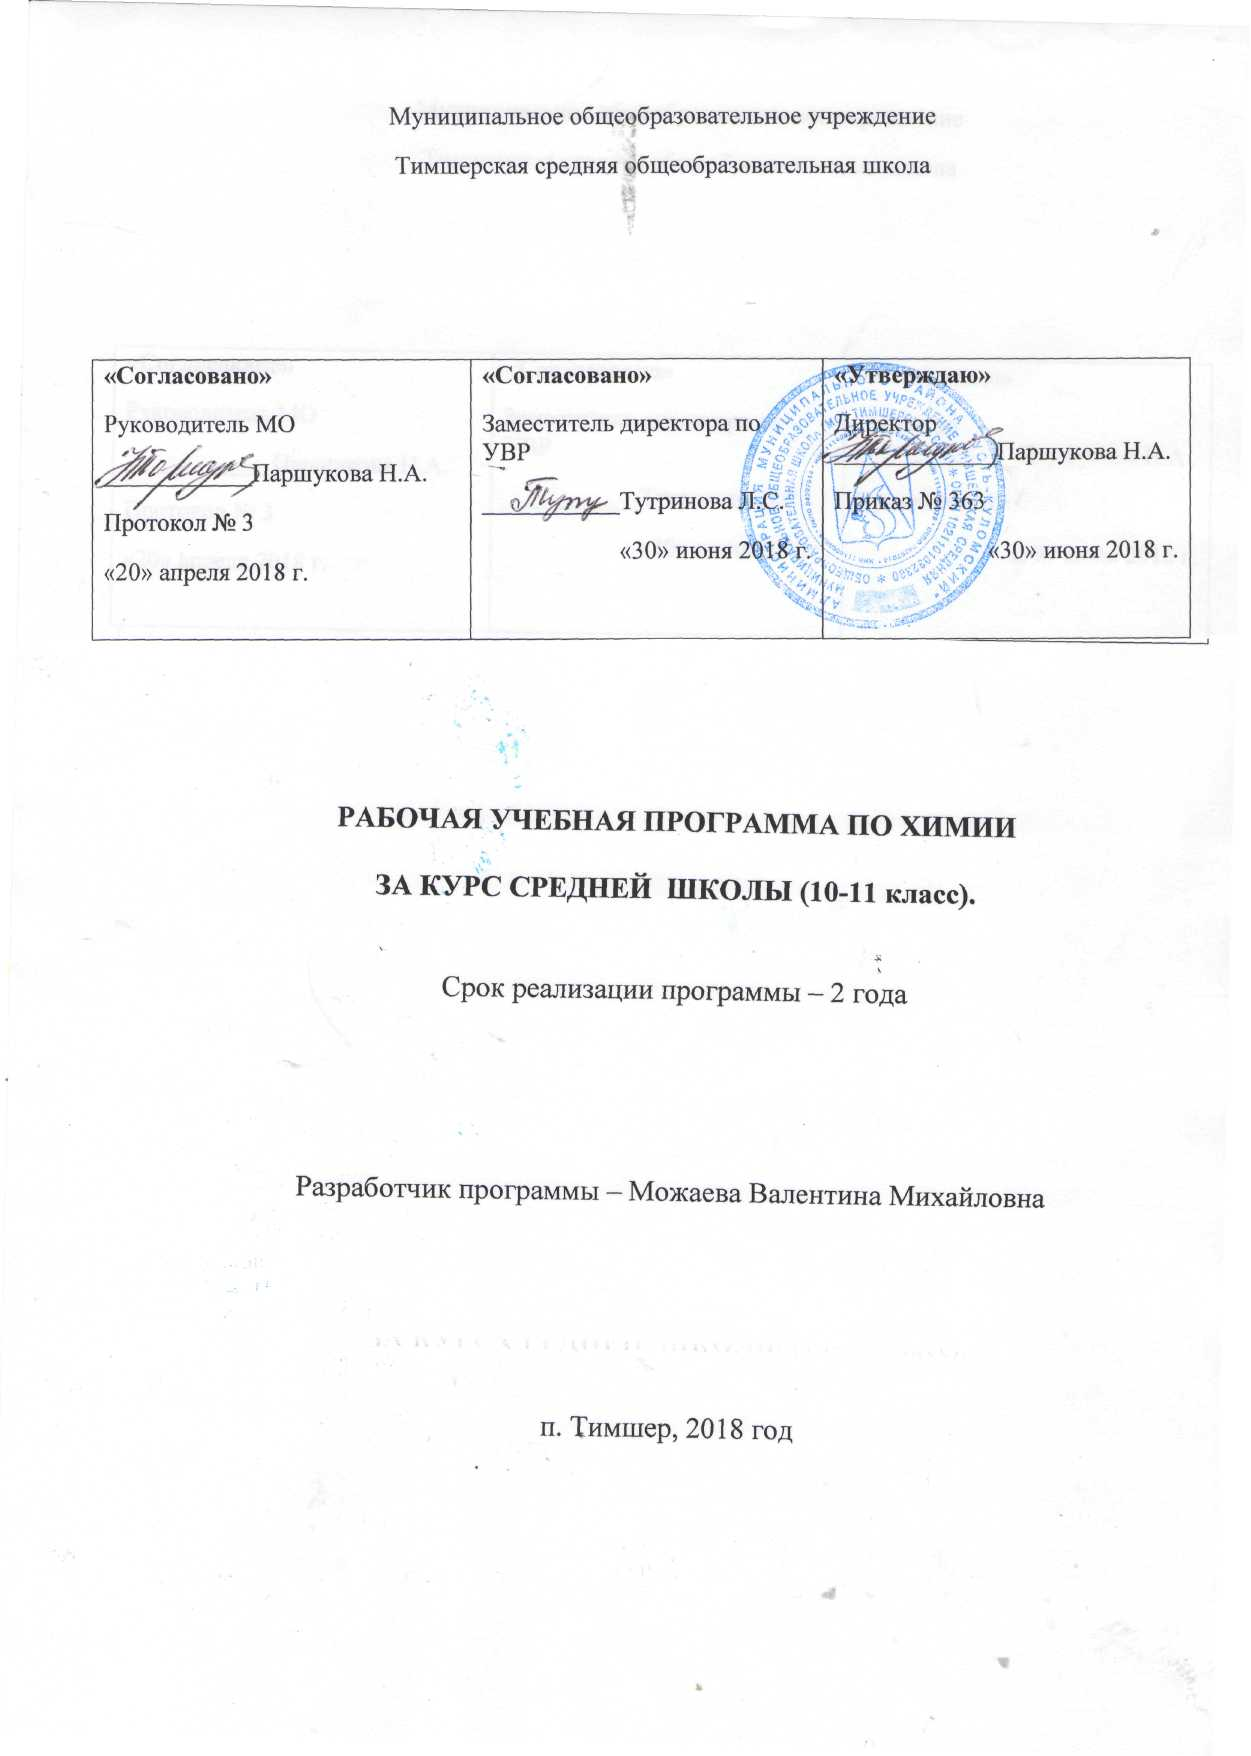 Муниципальное общеобразовательное учреждение
Тимшерская средняя общеобразовательная школа
«Согласовано»
Руководитель МО
Паршукова Н.А.
Протокол № 3
«20» апреля 2018 г.
«Согласовано»
Заместитель директора по
УВР
Тутринова Л.С.
«30» июня 2018 г.
«Утверждаю»
Директор
Паршукова Н.А.
Приказ № 363
«30» июня 2018 г.
РАБОЧАЯ УЧЕБНАЯ ПРОГРАММА ПО ХИМИИ
ЗА КУРС СРЕДНЕЙ ШКОЛЫ (10-11 класс).
Срок реализации программы – 2 года
Разработчик программы – Можаева Валентина Михайловна
п. Тимшер, 2018 год